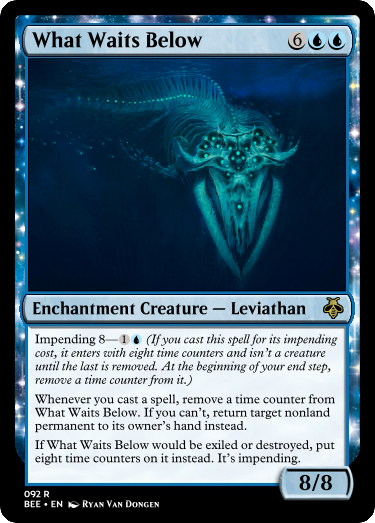 What Waits Below 6
Enchantment Creature — Leviathan
Impending 8—1 (If you cast this spell for its impending
cost, it enters with eight time counters and isn't a creature
until the last is removed. At the beginning of your end step,
remove a time counter from it.)
Whenever you cast a spell, remove a time counter from
What Waits Below. If you can't, return target nonland
permanent to its owner's hand instead.
If What Waits Below would be exiled or destroyed, put
eight time counters on it instead. It's impending.
8/8
092 R
BEE • EN Ryan Van Dongen